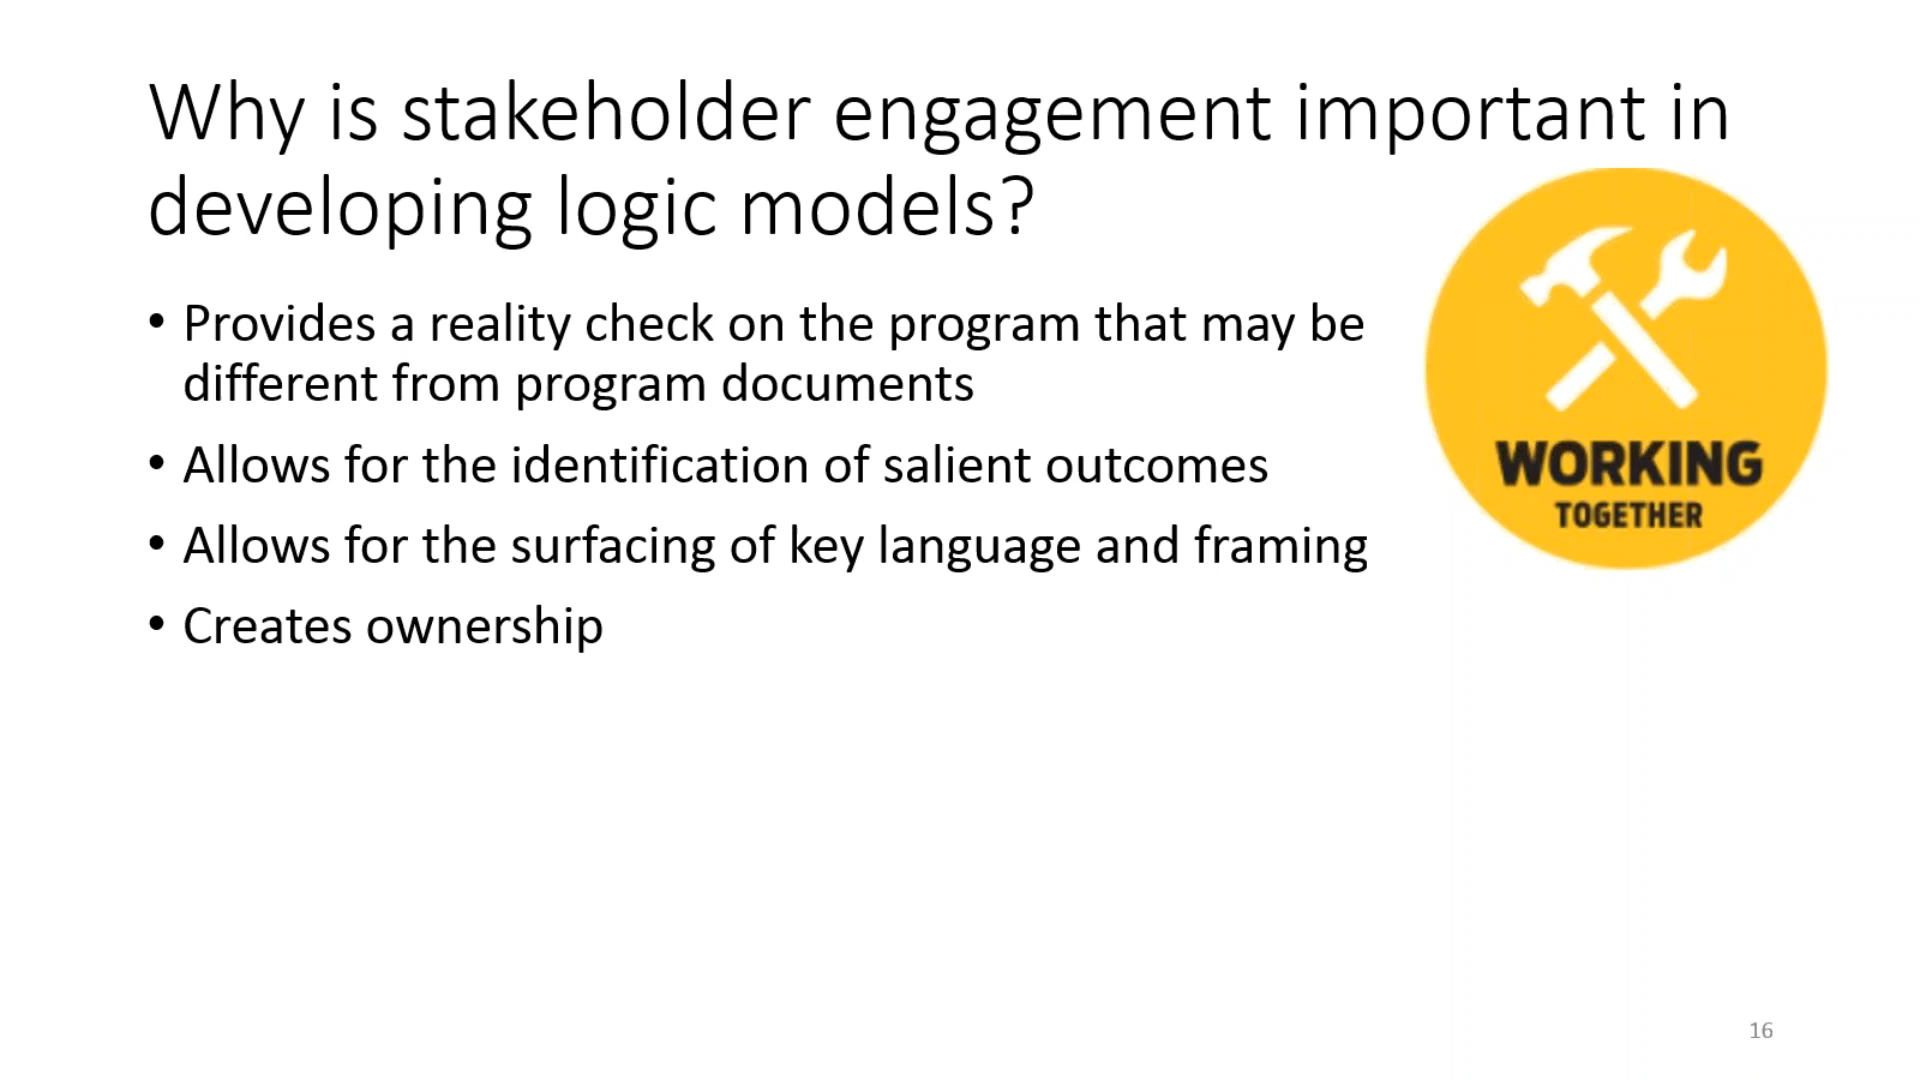 Why is stakeholder engagement important in
developing logic models?
• Provides a reality check on the program that may be
different from program documents
• Allows for the identification of salient outcomes
• Allows for the surfacing of key language and framing
• Creates ownership
WORKING
TOGETHER
16